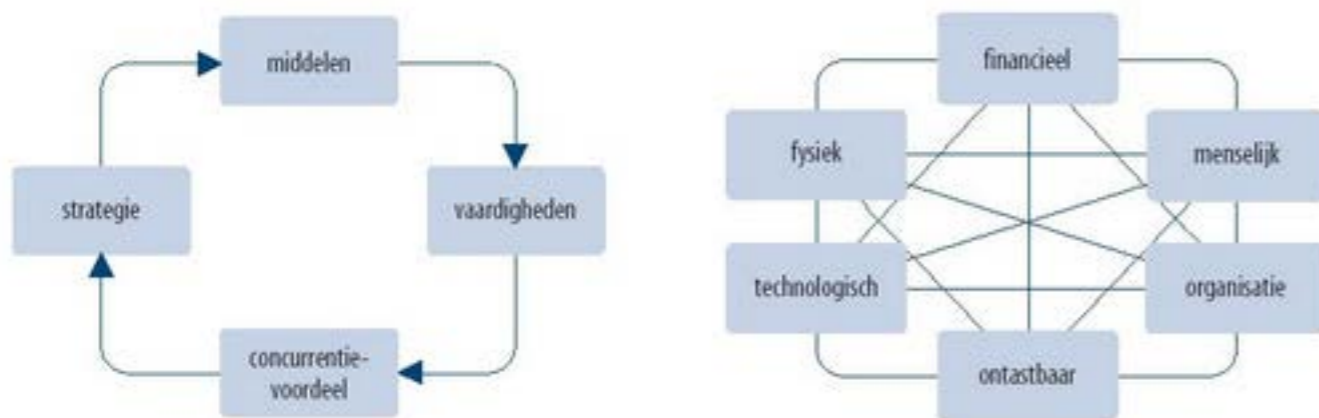 middelen
strategie
vaardigheden
concurrentie-
voordeel
financieel
fysiek
menselijk
technologisch
organisatie
ontastbaar